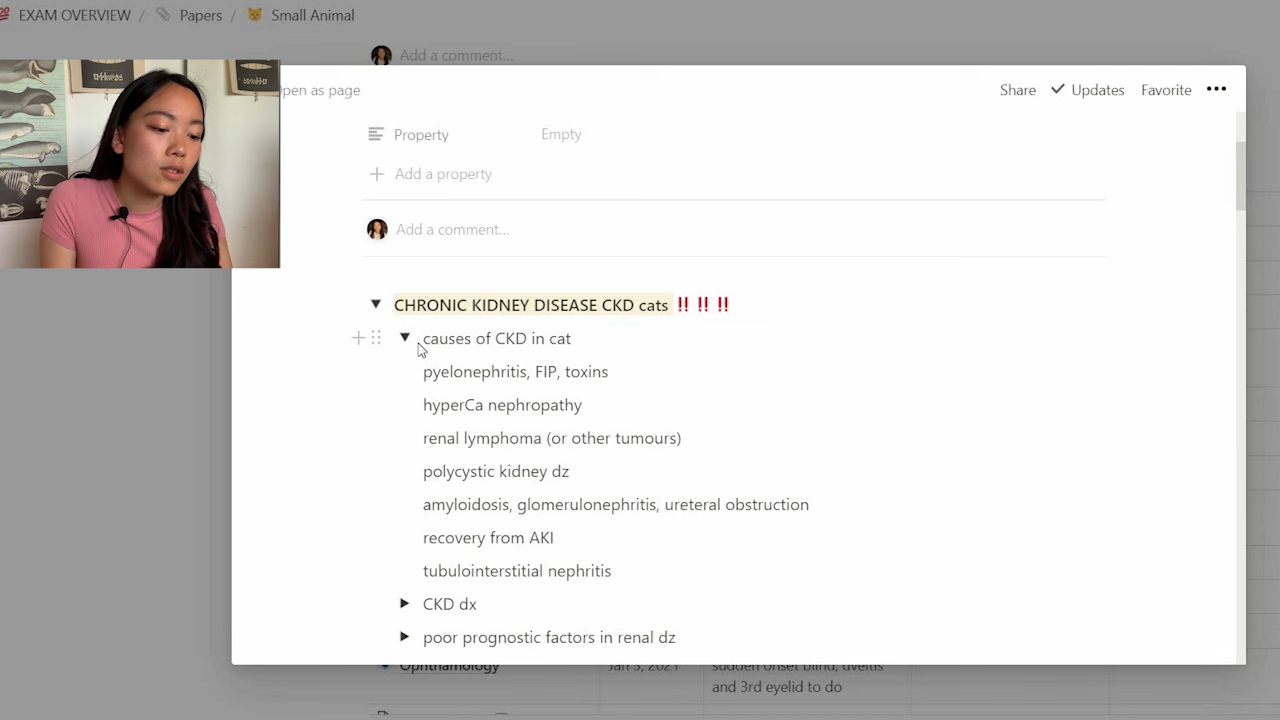 EXAM OVERVIEW / Papers / Small Animal
Add a comment...
Open as page
Share Updates Favorite
Property Empty
Add a property
Add a comment...
CHRONIC KIDNEY DISEASE CKD cats ‼ ‼ ‼
causes of CKD in cat
pyelonephritis, FIP, toxins
hyperCa nephropathy
renal lymphoma (or other tumours)
polycystic kidney dz
amyloidosis, glomerulonephritis, ureteral obstruction
recovery from AKI
tubulointerstitial nephritis
CKD dx
poor prognostic factors in renal dz
Ophthamology Jan 5, 2021 sudden onset blind, uveitis
and 3rd eyelid to do